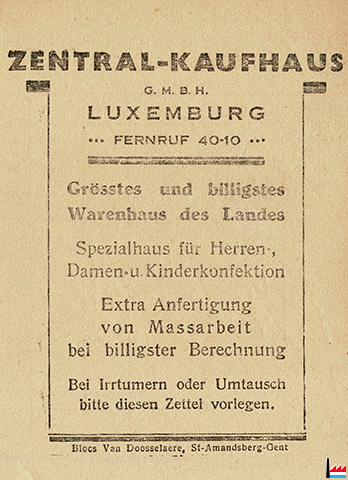 ZENTRAL-KAUFHAUS
G. M. B. H.
LUXEMBURG
••• FERNRUF 40-10 •••
Grösstes und billigstes
Warenhaus des Landes
Spezialhaus für Herren-,
Damen- u. Kinderkonfektion
Extra Anfertigung
von Massarbeit
bei billigster Berechnung
Bei Irrtumern oder Umtausch
bitte diesen Zettel vorlegen.
Blocs Van Doosselaere, St-Amandsberg-Gent